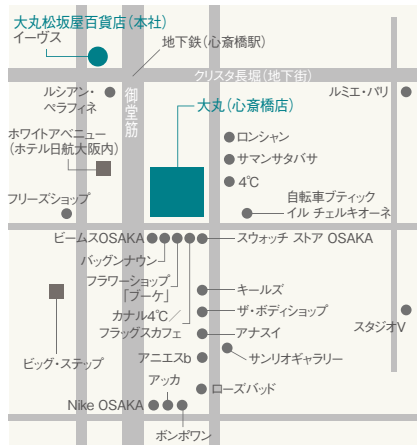 大丸松坂屋百貨店(本社)
イーヴス
地下鉄(心斎橋駅)
クリスタ長堀(地下街)
ルシアン・
ペラフィネ
ルミエ・パリ
御堂筋
大丸(心斎橋店)
ホワイトアベニュー
(ホテル日航大阪内)
ロンシャン
サマンサタバサ
4℃
フリーズショップ
自転車ブティック
イル チェルキオーネ
ビームスOSAKA
スウォッチ ストア OSAKA
バッグンナウン
フラワーショップ
「ブーケ」
カナル4℃／
フラッグスカフェ
キールズ
ザ・ボディショップ
アナスイ
スタジオV
ビッグ・ステップ
アニエスb
サンリオギャラリー
アッカ
ローズバッド
Nike OSAKA
ボンボワン